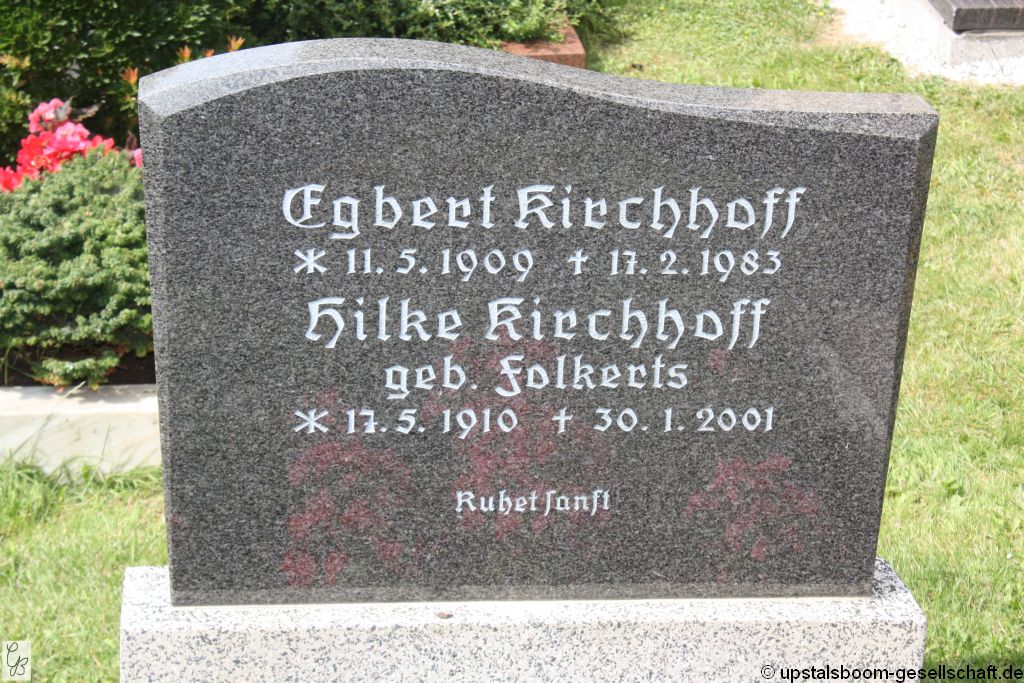 Egbert Kirchhoff
* 11. 5. 1909 † 17. 2. 1983
Hilke Kirchhoff
geb. Folkerts
* 17. 5. 1910 † 30. 1. 2001
Ruhet sanft
© upstalsboom-gesellschaft.de